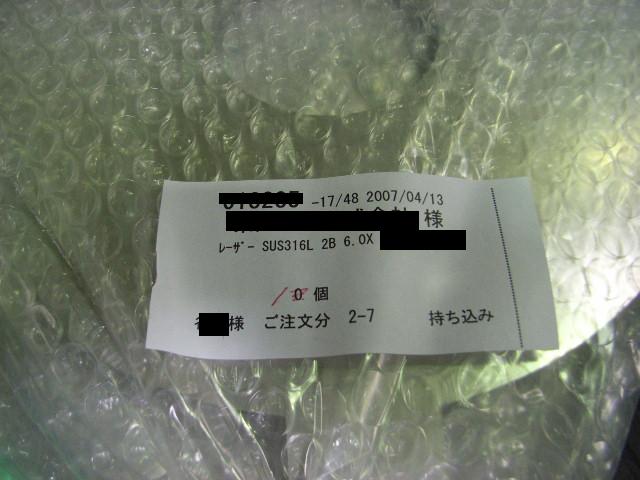 -17/48 2007/04/13
様
ﾚｰｻﾞｰ SUS316L 2B 6.0X
0 個
様 ご注文分 2-7 持ち込み